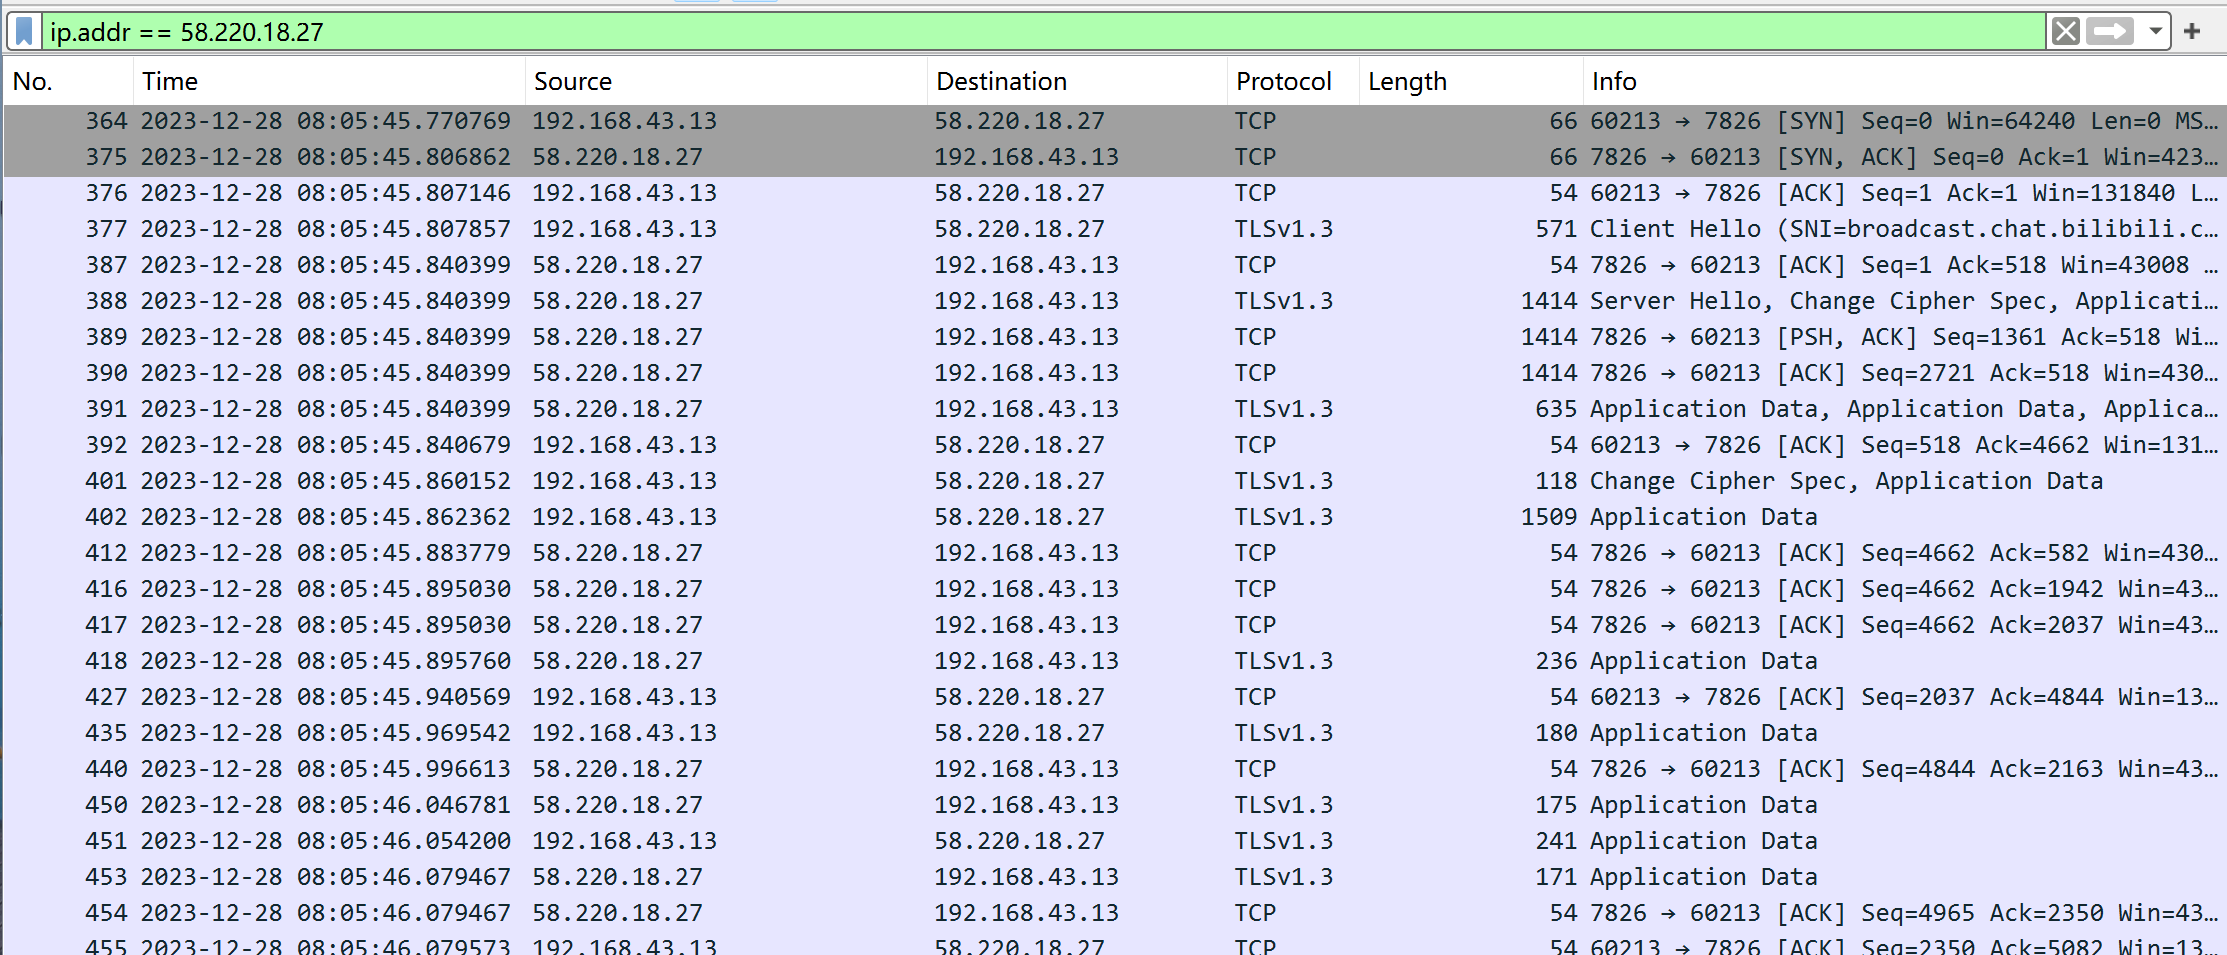 ip.addr == 58.220.18.27
No. Time Source Destination Protocol Length Info
364 2023-12-28 08:05:45.770769 192.168.43.13 58.220.18.27 TCP 66 60213 → 7826 [SYN] Seq=0 Win=64240 Len=0 MS…
375 2023-12-28 08:05:45.806862 58.220.18.27 192.168.43.13 TCP 66 7826 → 60213 [SYN, ACK] Seq=0 Ack=1 Win=423…
376 2023-12-28 08:05:45.807146 192.168.43.13 58.220.18.27 TCP 54 60213 → 7826 [ACK] Seq=1 Ack=1 Win=131840 L…
377 2023-12-28 08:05:45.807857 192.168.43.13 58.220.18.27 TLSv1.3 571 Client Hello (SNI=broadcast.chat.bilibili.c…
387 2023-12-28 08:05:45.840399 58.220.18.27 192.168.43.13 TCP 54 7826 → 60213 [ACK] Seq=1 Ack=518 Win=43008 …
388 2023-12-28 08:05:45.840399 58.220.18.27 192.168.43.13 TLSv1.3 1414 Server Hello, Change Cipher Spec, Applicati…
389 2023-12-28 08:05:45.840399 58.220.18.27 192.168.43.13 TCP 1414 7826 → 60213 [PSH, ACK] Seq=1361 Ack=518 Wi…
390 2023-12-28 08:05:45.840399 58.220.18.27 192.168.43.13 TCP 1414 7826 → 60213 [ACK] Seq=2721 Ack=518 Win=430…
391 2023-12-28 08:05:45.840399 58.220.18.27 192.168.43.13 TLSv1.3 635 Application Data, Application Data, Applica…
392 2023-12-28 08:05:45.840679 192.168.43.13 58.220.18.27 TCP 54 60213 → 7826 [ACK] Seq=518 Ack=4662 Win=131…
401 2023-12-28 08:05:45.860152 192.168.43.13 58.220.18.27 TLSv1.3 118 Change Cipher Spec, Application Data
402 2023-12-28 08:05:45.862362 192.168.43.13 58.220.18.27 TLSv1.3 1509 Application Data
412 2023-12-28 08:05:45.883779 58.220.18.27 192.168.43.13 TCP 54 7826 → 60213 [ACK] Seq=4662 Ack=582 Win=430…
416 2023-12-28 08:05:45.895030 58.220.18.27 192.168.43.13 TCP 54 7826 → 60213 [ACK] Seq=4662 Ack=1942 Win=43…
417 2023-12-28 08:05:45.895030 58.220.18.27 192.168.43.13 TCP 54 7826 → 60213 [ACK] Seq=4662 Ack=2037 Win=43…
418 2023-12-28 08:05:45.895760 58.220.18.27 192.168.43.13 TLSv1.3 236 Application Data
427 2023-12-28 08:05:45.940569 192.168.43.13 58.220.18.27 TCP 54 60213 → 7826 [ACK] Seq=2037 Ack=4844 Win=13…
435 2023-12-28 08:05:45.969542 192.168.43.13 58.220.18.27 TLSv1.3 180 Application Data
440 2023-12-28 08:05:45.996613 58.220.18.27 192.168.43.13 TCP 54 7826 → 60213 [ACK] Seq=4844 Ack=2163 Win=43…
450 2023-12-28 08:05:46.046781 58.220.18.27 192.168.43.13 TLSv1.3 175 Application Data
451 2023-12-28 08:05:46.054200 192.168.43.13 58.220.18.27 TLSv1.3 241 Application Data
453 2023-12-28 08:05:46.079467 58.220.18.27 192.168.43.13 TLSv1.3 171 Application Data
454 2023-12-28 08:05:46.079467 58.220.18.27 192.168.43.13 TCP 54 7826 → 60213 [ACK] Seq=4965 Ack=2350 Win=43…
455 2023-12-28 08:05:46.079573 192.168.43.13 58.220.18.27 TCP 54 60213 → 7826 [ACK] Seq=2350 Ack=5082 Win=13…